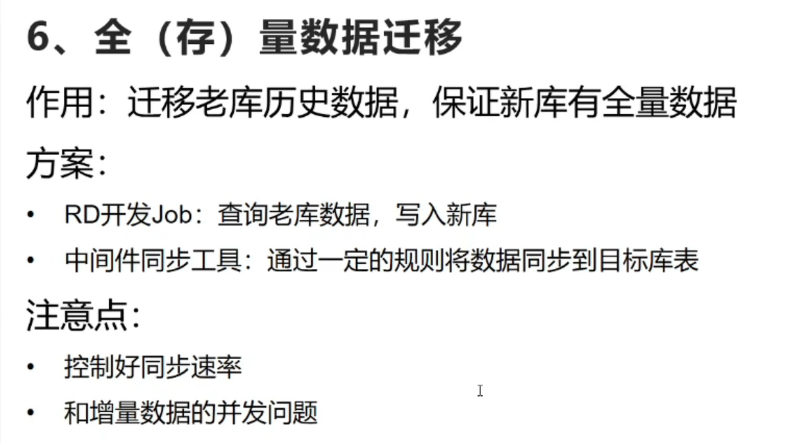 6、全（存）量数据迁移
作用：迁移老库历史数据，保证新库有全量数据
方案：
• RD开发Job：查询老库数据，写入新库
• 中间件同步工具：通过一定的规则将数据同步到目标库表
注意点：
• 控制好同步速率
• 和增量数据的并发问题